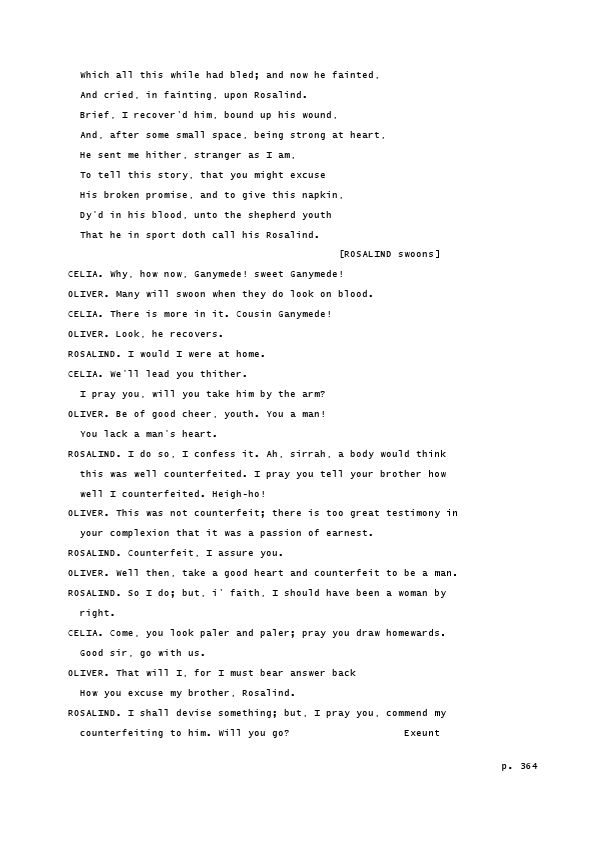 Which all this while had bled; and now he fainted,
And cried, in fainting, upon Rosalind.
Brief, I recover'd him, bound up his wound,
And, after some small space, being strong at heart,
He sent me hither, stranger as I am,
To tell this story, that you might excuse
His broken promise, and to give this napkin,
Dy'd in his blood, unto the shepherd youth
That he in sport doth call his Rosalind.
[ROSALIND swoons]
CELIA. Why, how now, Ganymede! sweet Ganymede!
OLIVER. Many will swoon when they do look on blood.
CELIA. There is more in it. Cousin Ganymede!
OLIVER. Look, he recovers.
ROSALIND. I would I were at home.
CELIA. We'll lead you thither.
I pray you, will you take him by the arm?
OLIVER. Be of good cheer, youth. You a man!
You lack a man's heart.
ROSALIND. I do so, I confess it. Ah, sirrah, a body would think
this was well counterfeited. I pray you tell your brother how
well I counterfeited. Heigh-ho!
OLIVER. This was not counterfeit; there is too great testimony in
your complexion that it was a passion of earnest.
ROSALIND. Counterfeit, I assure you.
OLIVER. Well then, take a good heart and counterfeit to be a man.
ROSALIND. So I do; but, i' faith, I should have been a woman by
right.
CELIA. Come, you look paler and paler; pray you draw homewards.
Good sir, go with us.
OLIVER. That will I, for I must bear answer back
How you excuse my brother, Rosalind.
ROSALIND. I shall devise something; but, I pray you, commend my
counterfeiting to him. Will you go? Exeunt
p. 364